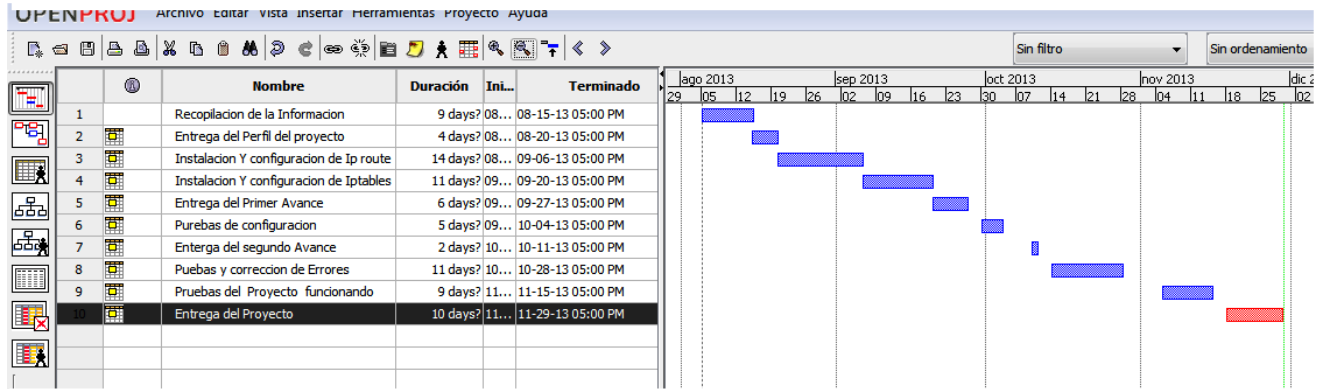 OPENPROJ Archivo Editar Vista Insertar Herramientas Proyecto Ayuda
Sin filtro Sin ordenamiento
Nombre Duración Ini... Terminado
ago 2013 sep 2013 oct 2013 nov 2013 dic 2
29 05 12 19 26 02 09 16 23 30 07 14 21 28 04 11 18 25 02
1 Recopilacion de la Informacion 9 days? 08... 08-15-13 05:00 PM
2 Entrega del Perfil del proyecto 4 days? 08... 08-20-13 05:00 PM
3 Instalacion Y configuracion de Ip route 14 days? 08... 09-06-13 05:00 PM
4 Instalacion Y configuracion de Iptables 11 days? 09... 09-20-13 05:00 PM
5 Entrega del Primer Avance 6 days? 09... 09-27-13 05:00 PM
6 Purebas de configuracion 5 days? 09... 10-04-13 05:00 PM
7 Enterga del segundo Avance 2 days? 10... 10-11-13 05:00 PM
8 Puebas y correccion de Errores 11 days? 10... 10-28-13 05:00 PM
9 Pruebas del Proyecto funcionando 9 days? 11... 11-15-13 05:00 PM
10 Entrega del Proyecto 10 days? 11... 11-29-13 05:00 PM